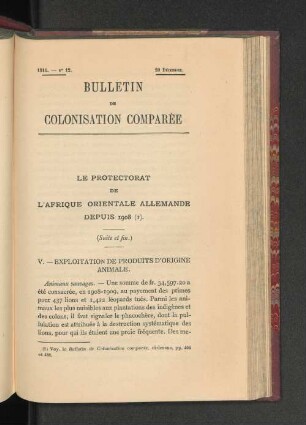 1911. — n° 12.
20 Décembre.
BULLETIN
DE
COLONISATION COMPARÉE
LE PROTECTORAT
DE
L'AFRIQUE ORIENTALE ALLEMANDE
DEPUIS 1908 (1).
(Suite et fin.)
V. — EXPLOITATION DE PRODUITS D'ORIGINE
ANIMALE.
Animaux sauvages. — Une somme de fr. 34,597.20 a
été consacrée, en 1908-1909, au payement des primes
pour 437 lions et 1,421 léopards tués. Parmi les ani-
maux les plus nuisibles aux plantations des indigènes et
des colons, il faut signaler le phacochère, dont la pul-
lulation est attribuée à la destruction systématique des
lions, pour qui ils étaient une proie fréquente. Des me-
(1) Voy. le Bulletin de Colonisation comparée, ci-dessus, pp.
et